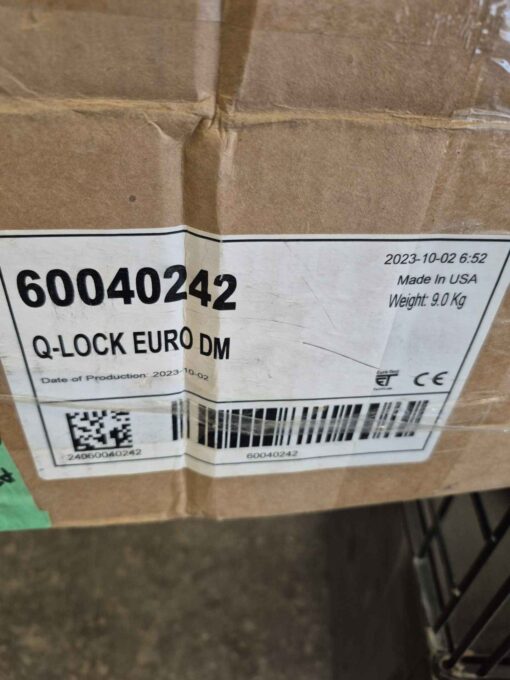 2023-10-02 6:52
60040242
Made In USA
Weight: 9.0 Kg
Q-LOCK EURO DM
Date of Production: 2023-10-02
ET
CE
24060040242
60040242